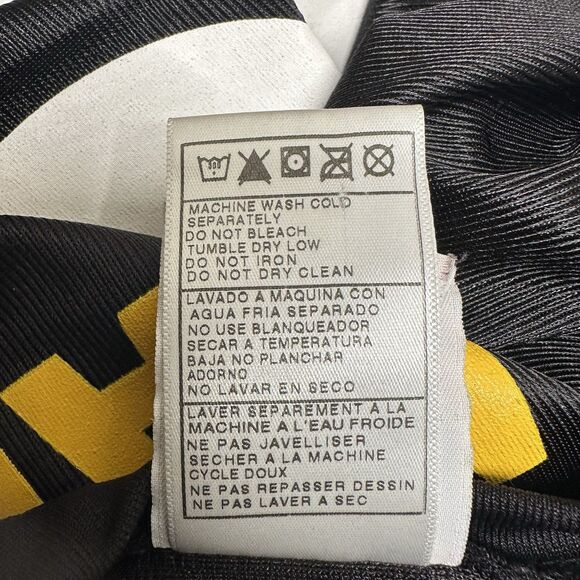 MACHINE WASH COLD
SEPARATELY
DO NOT BLEACH
TUMBLE DRY LOW
DO NOT IRON
DO NOT DRY CLEAN
LAVADO A MAQUINA CON
AGUA FRIA SEPARADO
NO USE BLANQUEADOR
SECAR A TEMPERATURA
BAJA NO PLANCHAR
ADORNO
NO LAVAR EN SECO
LAVER SEPAREMENT A LA
MACHINE A L'EAU FROIDE
NE PAS JAVELLISER
SECHER A LA MACHINE
CYCLE DOUX
NE PAS REPASSER DESSIN
NE PAS LAVER A SEC